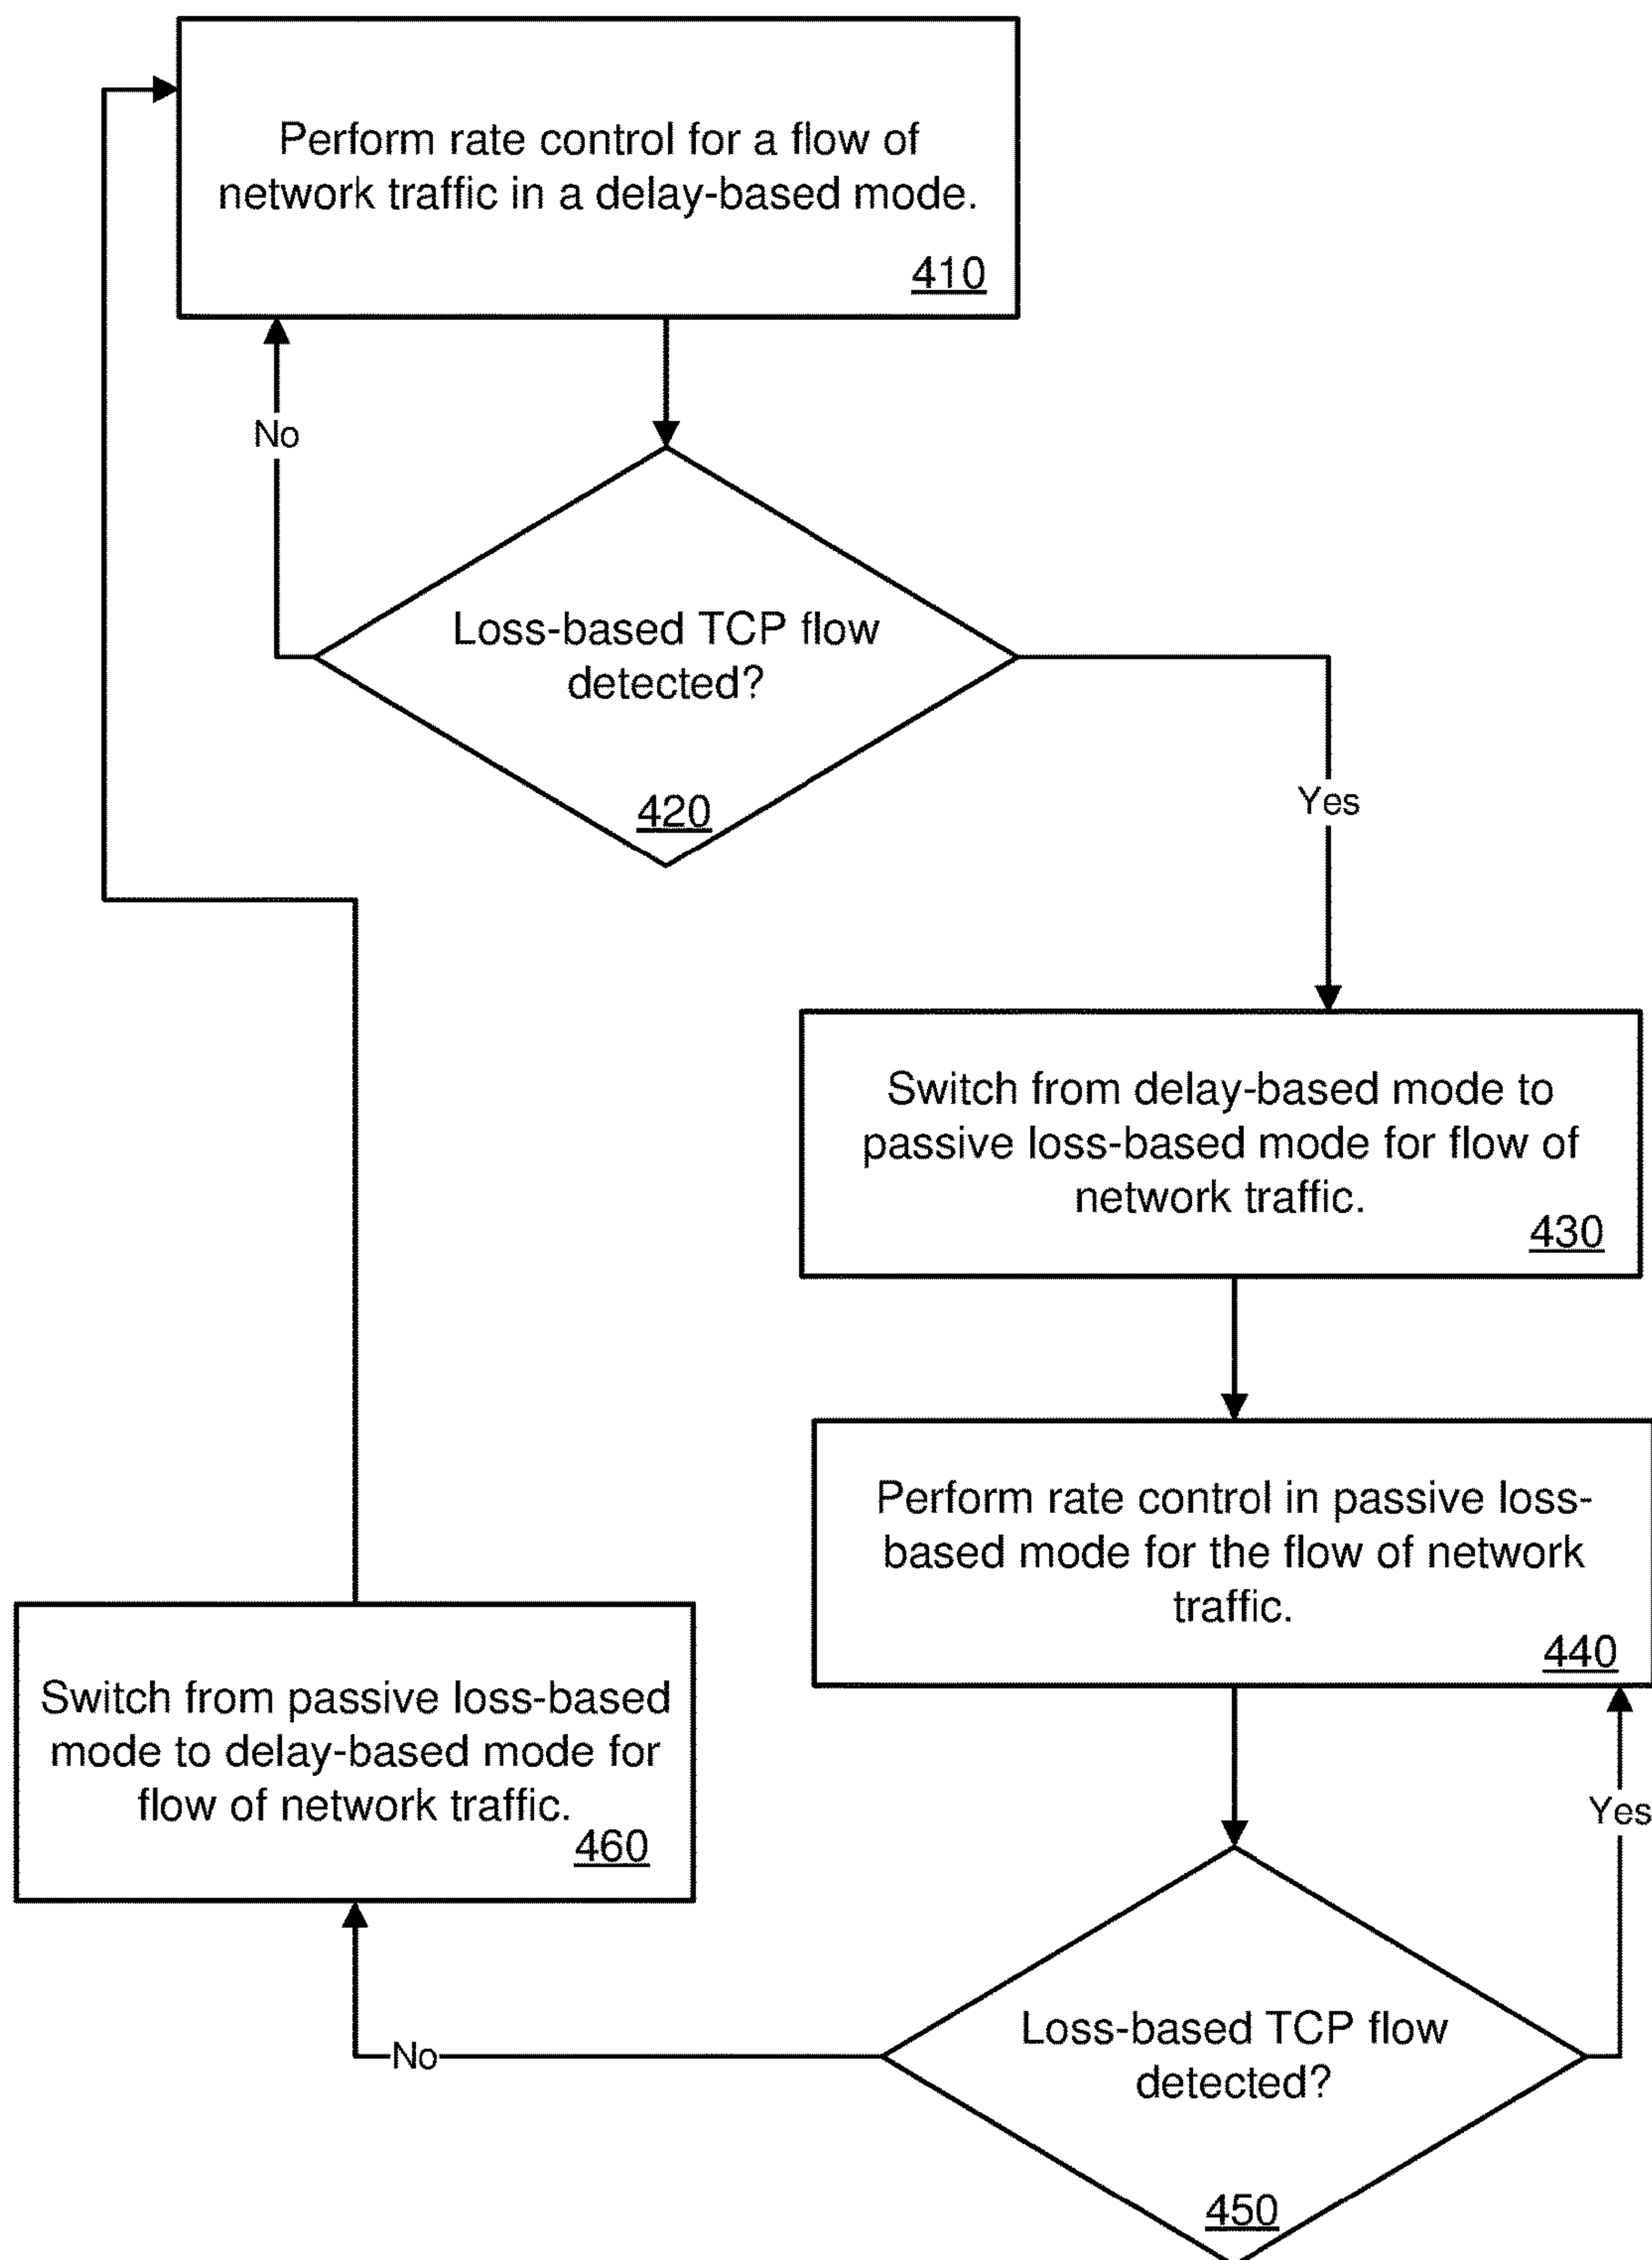 Perform rate control for a flow of
network traffic in a delay-based mode.
410
No
Loss-based TCP flow
detected?
420
Yes
Switch from delay-based mode to
passive loss-based mode for flow of
network traffic.
430
Perform rate control in passive loss-
based mode for the flow of network
traffic.
440
Switch from passive loss-based
mode to delay-based mode for
flow of network traffic.
460
Yes
No
Loss-based TCP flow
detected?
450